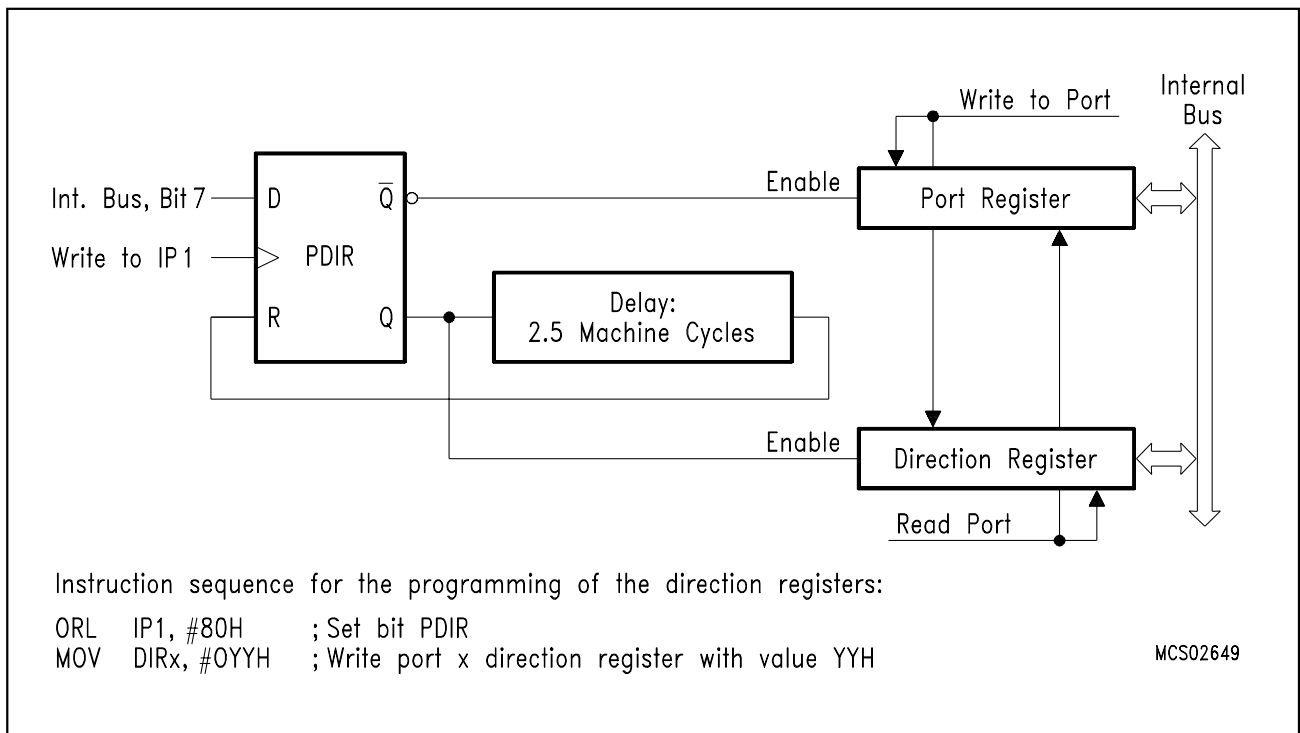 Write to Port
Internal
Bus
Int. Bus, Bit 7
D
Q
Enable
Port Register
Write to IP1
PDIR
R
Q
Delay:
2.5 Machine Cycles
Enable
Direction Register
Read Port
Instruction sequence for the programming of the direction registers:
ORL IP1, #80H ; Set bit PDIR
MOV DIRx, #0YYH ; Write port x direction register with value YYH
MCS02649